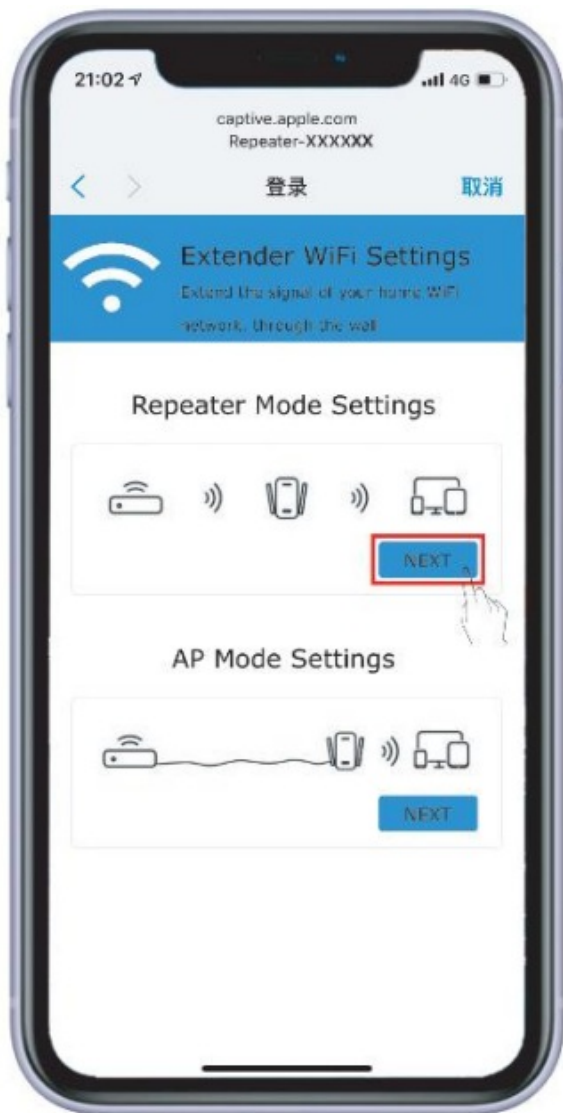 21:02
4G
captive.apple.com
Repeater-XXXXXX
登录
取消
Extender WiFi Settings
Extend the signal of your home WiFi
network, through the wall
Repeater Mode Settings
NEXT
AP Mode Settings
NEXT